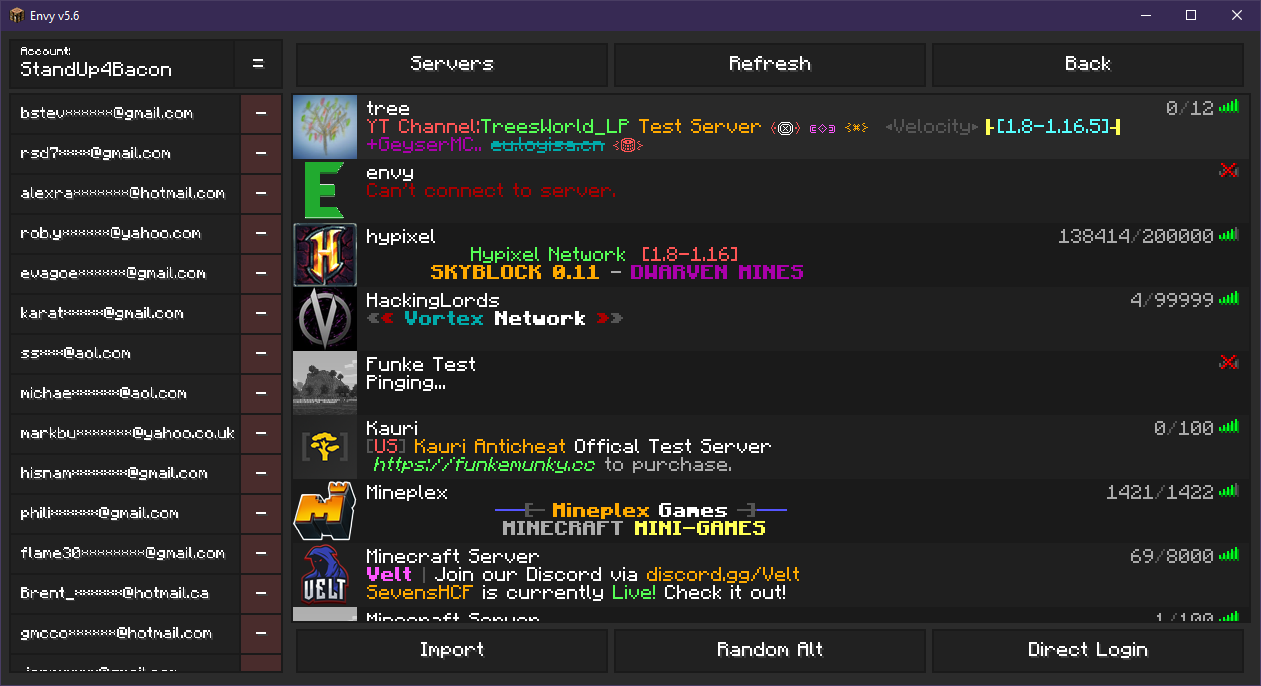 Envy v5.6
Account:
StandUp4Bacon
=
Servers
Refresh
Back
bstev******@gmail.com
rsd7****@gmail.com
alexra*******@hotmail.com
rob.y******@yahoo.com
evagoe******@gmail.com
karat*****@gmail.com
ss***@aol.com
michae*******@aol.com
markbu*******@yahoo.co.uk
hisnam*******@gmail.com
phili******@gmail.com
flame30********@gmail.com
Brent_******@hotmail.ca
gmcco******@hotmail.com
tree
0/12
YT Channel:TreesWorld_LP Test Server ◂Velocity▸ [1.8-1.16.5]
+GeyserMC.. eu.loyisa.cn
envy
Can't connect to server.
hypixel
138414/200000
Hypixel Network [1.8-1.16]
SKYBLOCK 0.11 - DWARVEN MINES
HackingLords
4/99999
Vortex Network
Funke Test
Pinging...
Kauri
0/100
[US] Kauri Anticheat Offical Test Server
https://funkemunky.cc to purchase.
Mineplex
1421/1422
Mineplex Games
MINECRAFT MINI-GAMES
Minecraft Server
69/8000
VELT
Velt | Join our Discord via discord.gg/Velt
SevensHCF is currently Live! Check it out!
Minecraft Server
1/100
Import
Random Alt
Direct Login